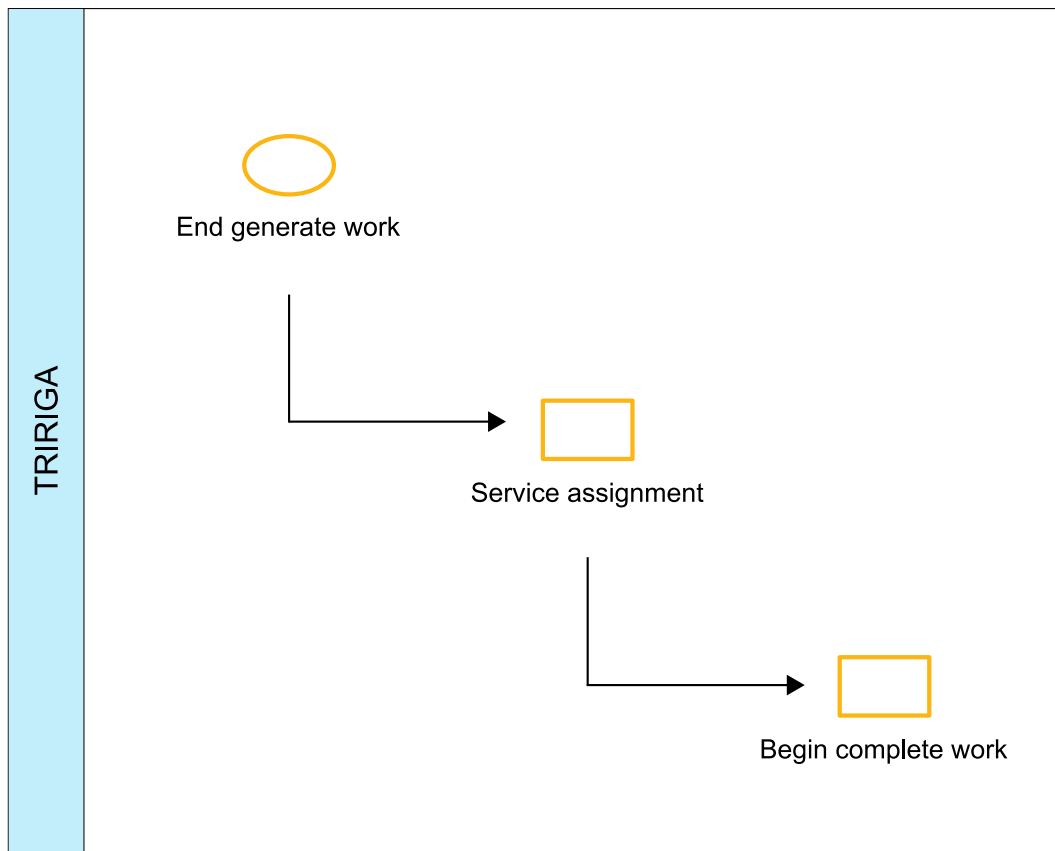 TRIRIGA
End generate work
Service assignment
Begin complete work